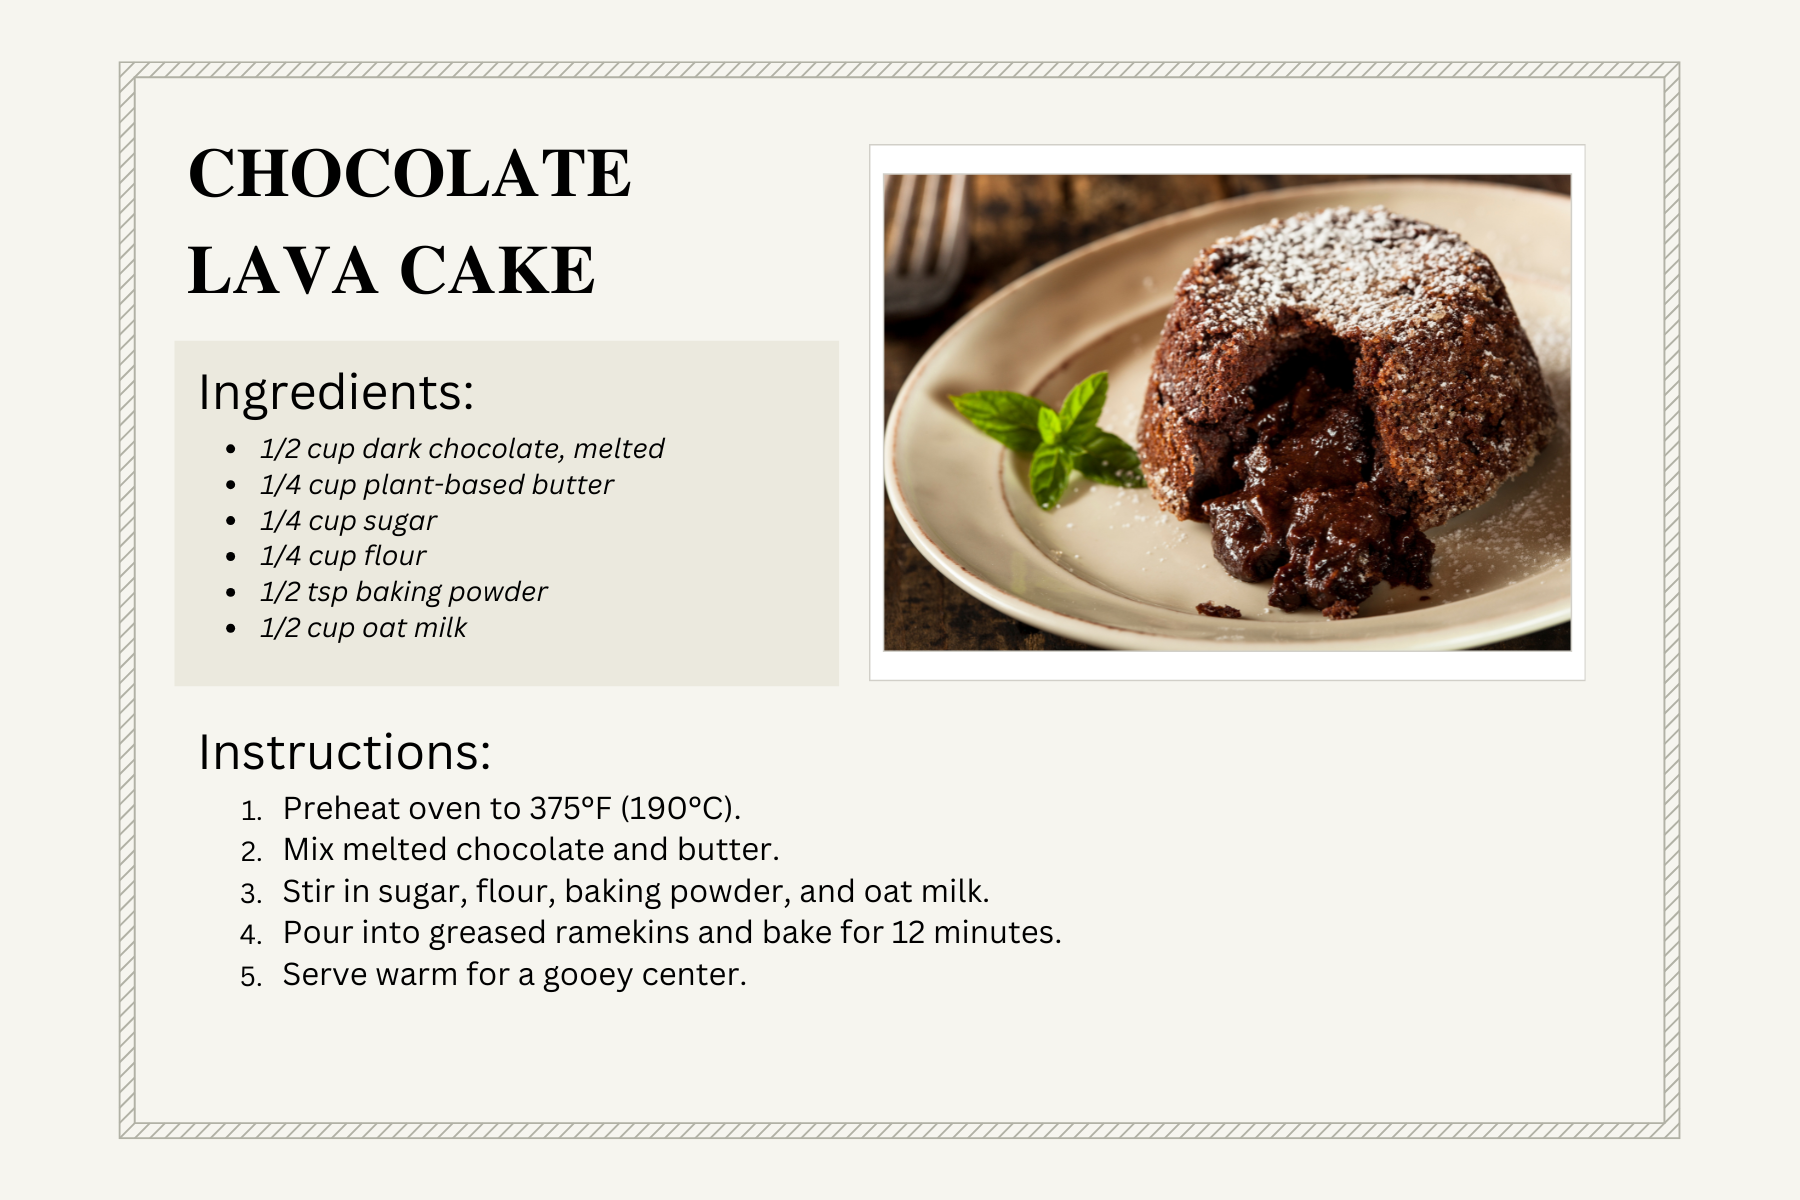 CHOCOLATE
LAVA CAKE
Ingredients:
• 1/2 cup dark chocolate, melted
• 1/4 cup plant-based butter
• 1/4 cup sugar
• 1/4 cup flour
• 1/2 tsp baking powder
• 1/2 cup oat milk
Instructions:
1. Preheat oven to 375°F (190°C).
2. Mix melted chocolate and butter.
3. Stir in sugar, flour, baking powder, and oat milk.
4. Pour into greased ramekins and bake for 12 minutes.
5. Serve warm for a gooey center.